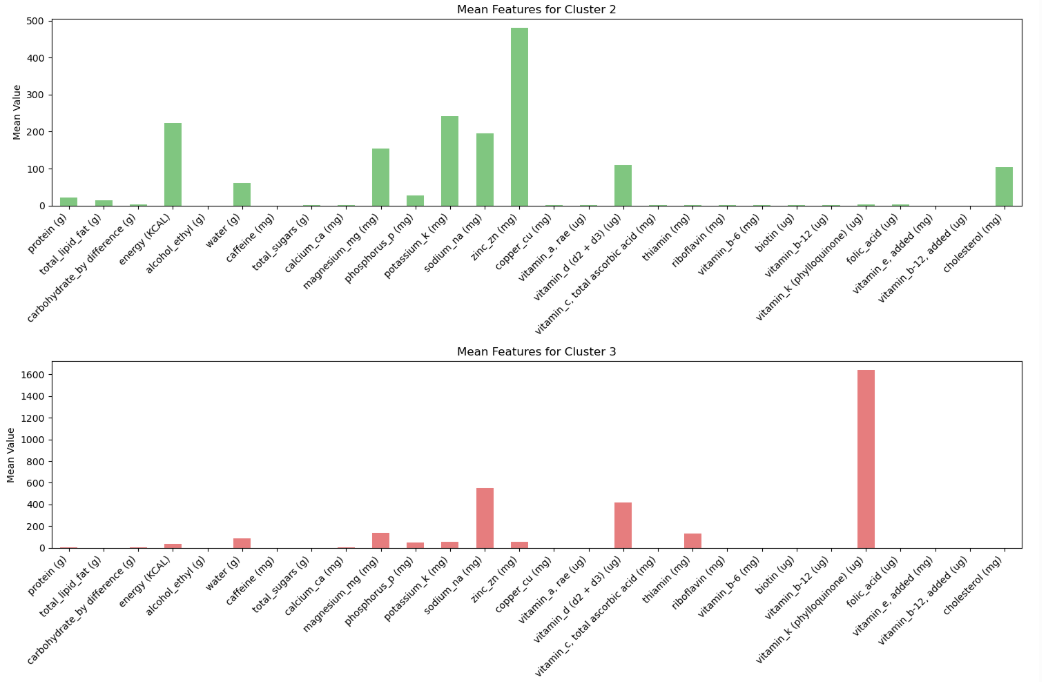 Mean Features for Cluster 2
Mean Value
500
400
300
200
100
0
protein (g)
total_lipid_fat (g)
carbohydrate_by difference (g)
energy (KCAL)
alcohol_ethyl (g)
water (g)
caffeine (mg)
total_sugars (g)
calcium_ca (mg)
magnesium_mg (mg)
phosphorus_p (mg)
potassium_k (mg)
sodium_na (mg)
zinc_zn (mg)
copper_cu (mg)
vitamin_a_rae (ug)
vitamin_d (d2 + d3) (ug)
vitamin_c, total ascorbic acid (mg)
thiamin (mg)
riboflavin (mg)
vitamin_b-6 (mg)
biotin (ug)
vitamin_b-12 (ug)
vitamin_k (phylloquinone) (ug)
folic_acid (ug)
vitamin_e, added (mg)
vitamin_b-12, added (ug)
cholesterol (mg)
Mean Features for Cluster 3
Mean Value
1600
1400
1200
1000
800
600
400
200
0
protein (g)
total_lipid_fat (g)
carbohydrate_by difference (g)
energy (KCAL)
alcohol_ethyl (g)
water (g)
caffeine (mg)
total_sugars (g)
calcium_ca (mg)
magnesium_mg (mg)
phosphorus_p (mg)
potassium_k (mg)
sodium_na (mg)
zinc_zn (mg)
copper_cu (mg)
vitamin_a, rae (ug)
vitamin_d (d2 + d3) (ug)
vitamin_c, total ascorbic acid (mg)
thiamin (mg)
riboflavin (mg)
vitamin_b-6 (mg)
biotin (ug)
vitamin_b-12 (ug)
vitamin_k (phylloquinone) (ug)
folic_acid (ug)
vitamin_e, added (mg)
vitamin_b-12, added (ug)
cholesterol (mg)